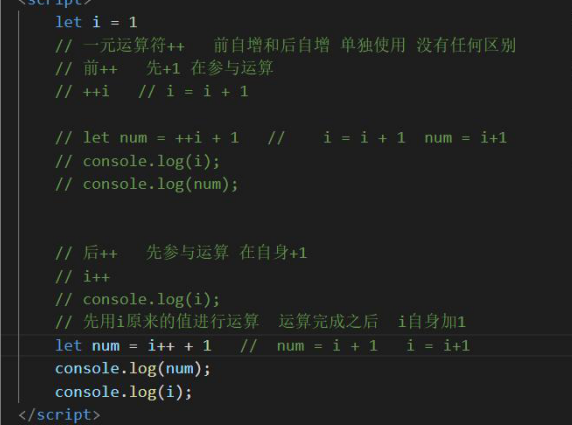 <script>
let i = 1
// 一元运算符++   前自增和后自增 单独使用 没有任何区别
// 前++   先+1 在参与运算
// ++i   // i = i + 1
// let num = ++i + 1   //    i = i + 1  num = i+1
// console.log(i);
// console.log(num);
// 后++   先参与运算 在自身+1
// i++
// console.log(i);
// 先用i原来的值进行运算  运算完成之后  i自身加1
let num = i++ + 1   //  num = i + 1   i = i+1
console.log(num);
console.log(i);
</script>